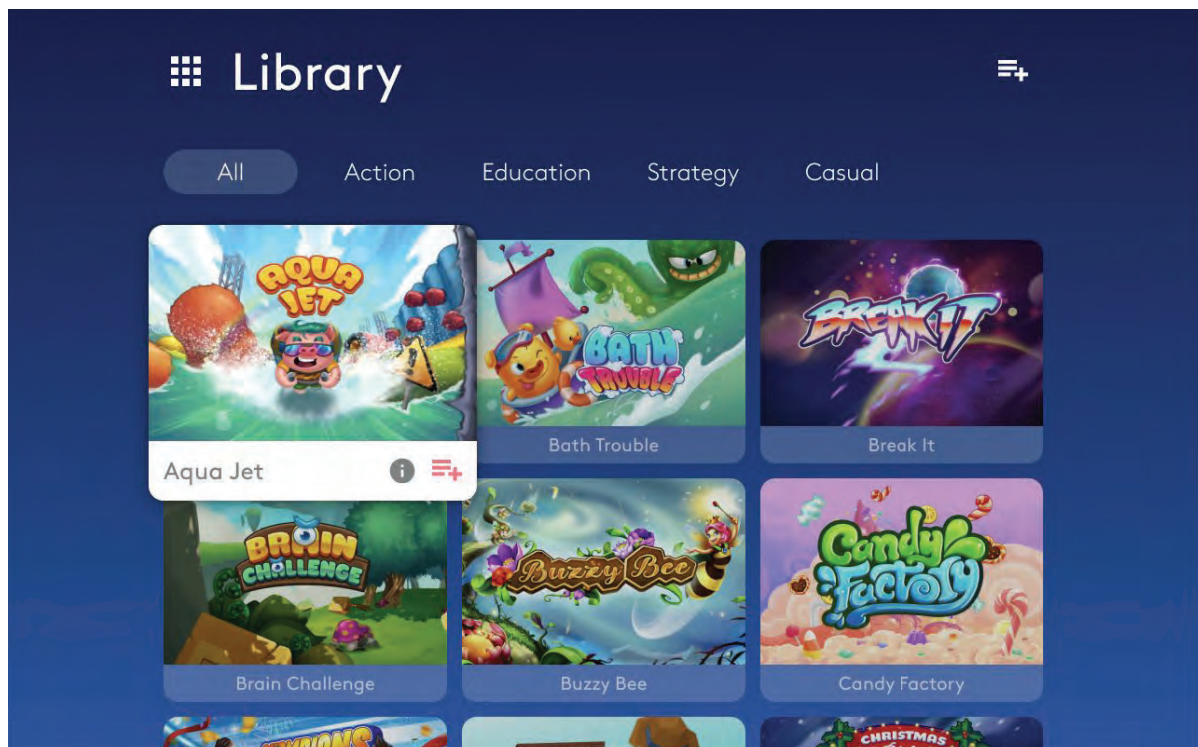 Library
All Action Education Strategy Casual
AQUA
JET
BATH
TROUBLE
BREAK IT
Aqua Jet
Bath Trouble
Break It
BRAIN
CHALLENGE
Buzzy Bee
Candy
Factory
Brain Challenge
Buzzy Bee
Candy Factory
CHRISTMAS